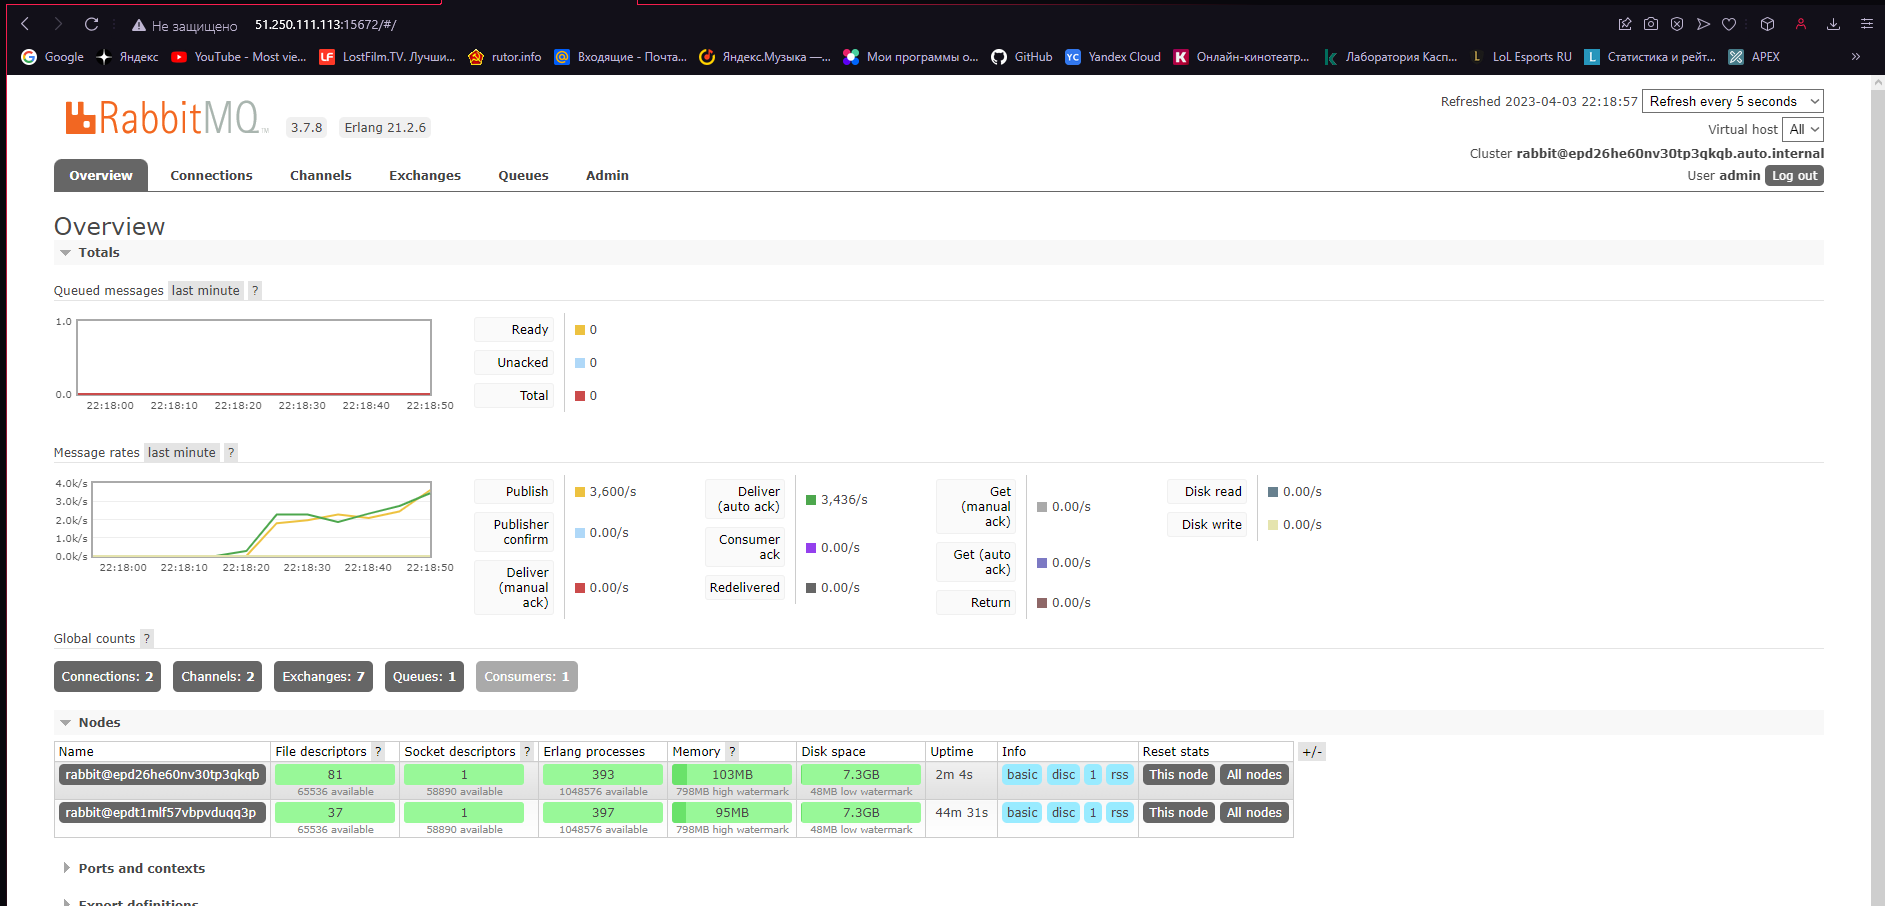 Не защищено 51.250.111.113:15672/#/
Google Яндекс YouTube - Most vie... LostFilm.TV. Лучши... rutor.info Входящие - Почта... Яндекс.Музыка —... Мои программы о... GitHub Yandex Cloud Онлайн-кинотеатр... Лаборатория Касп... LoL Esports RU Статистика и рейт... APEX »
RabbitMQ TM 3.7.8 Erlang 21.2.6
Refreshed 2023-04-03 22:18:57 Refresh every 5 seconds
Virtual host All
Cluster rabbit@epd26he60nv30tp3qkqb.auto.internal
User admin Log out
Overview Connections Channels Exchanges Queues Admin
Overview
Totals
Queued messages last minute ?
1.0
0.0
22:18:00 22:18:10 22:18:20 22:18:30 22:18:40 22:18:50
Ready 0
Unacked 0
Total 0
Message rates last minute ?
4.0k/s
3.0k/s
2.0k/s
1.0k/s
0.0k/s
22:18:00 22:18:10 22:18:20 22:18:30 22:18:40 22:18:50
Publish 3,600/s
Publisher
confirm 0.00/s
Deliver
(manual
ack) 0.00/s
Deliver
(auto ack) 3,436/s
Consumer
ack 0.00/s
Redelivered 0.00/s
Get
(manual
ack) 0.00/s
Get (auto
ack) 0.00/s
Return 0.00/s
Disk read 0.00/s
Disk write 0.00/s
Global counts ?
Connections: 2 Channels: 2 Exchanges: 7 Queues: 1 Consumers: 1
Nodes
Name File descriptors ? Socket descriptors ? Erlang processes Memory ? Disk space Uptime Info Reset stats +/-
rabbit@epd26he60nv30tp3qkqb 81 1 393 103MB 7.3GB 2m 4s basic disc 1 rss This node All nodes
65536 available 58890 available 1048576 available 798MB high watermark 48MB low watermark
rabbit@epdt1mlf57vbpvduqq3p 37 1 397 95MB 7.3GB 44m 31s basic disc 1 rss This node All nodes
65536 available 58890 available 1048576 available 798MB high watermark 48MB low watermark
Ports and contexts
Export definitions